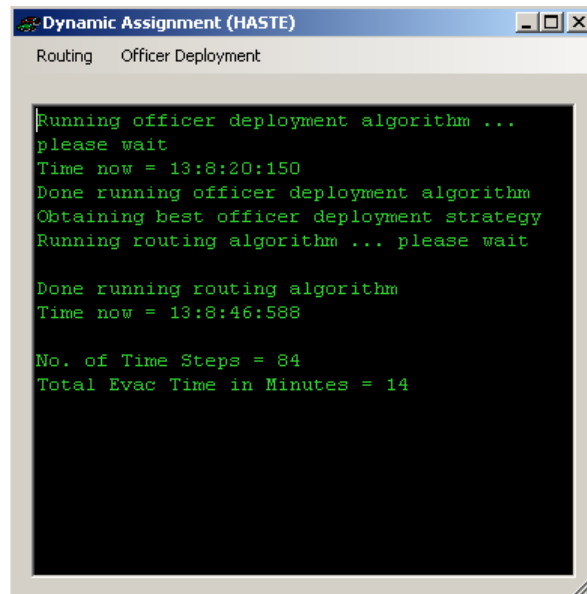 Dynamic Assignment (HASTE)
Routing Officer Deployment
Running officer deployment algorithm ...
please wait
Time now = 13:8:20:150
Done running officer deployment algorithm
Obtaining best officer deployment strategy
Running routing algorithm ... please wait
Done running routing algorithm
Time now = 13:8:46:588
No. of Time Steps = 84
Total Evac Time in Minutes = 14